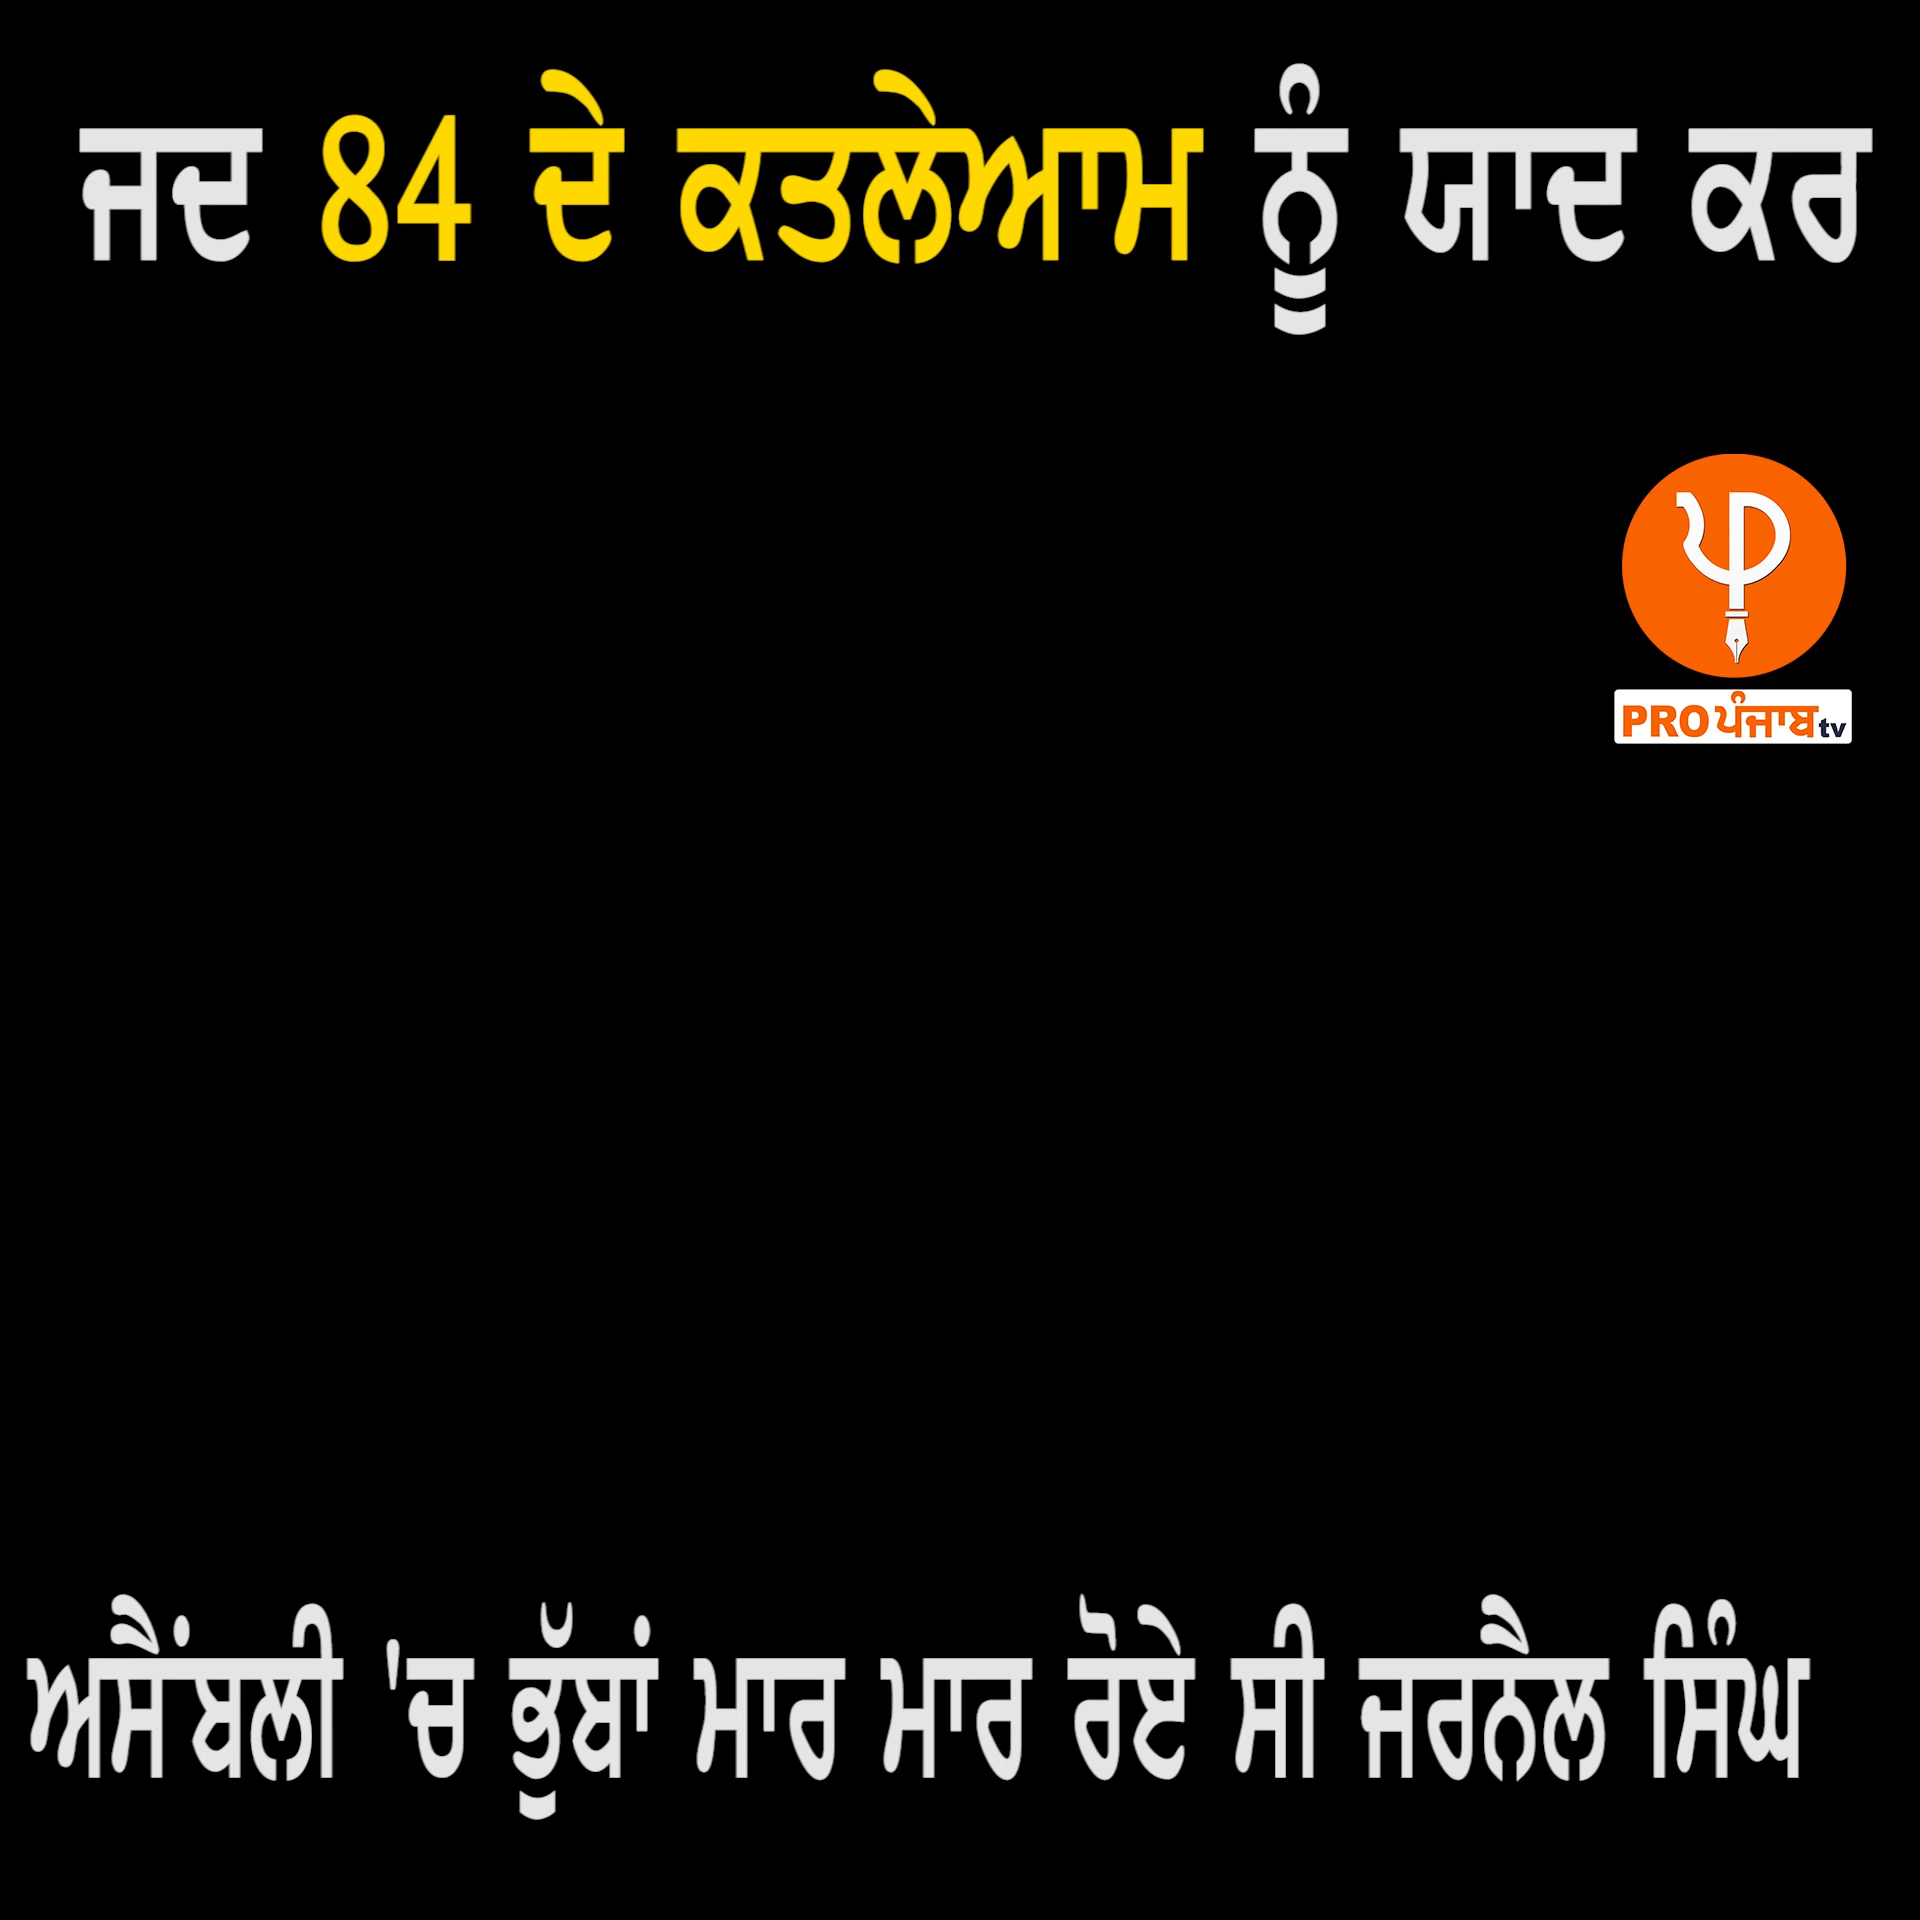 ਜਦ 84 ਦੇ ਕਤਲੇਆਮ ਨੂੰ ਯਾਦ ਕਰ
PRO ਪੰਜਾਬ tv
ਅਸੈਂਬਲੀ 'ਚ ਭੁੱਬਾਂ ਮਾਰ ਮਾਰ ਰੋਏ ਸੀ ਜਰਨੈਲ ਸਿੰਘ